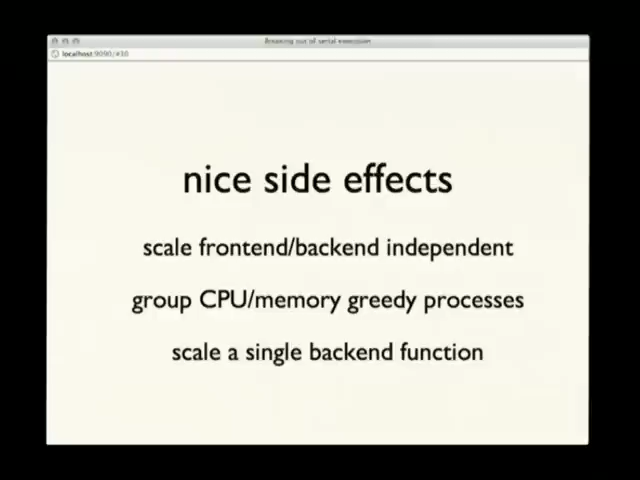 Breaking out of serial execution
localhost:9090/#30
nice side effects
scale frontend/backend independent
group CPU/memory greedy processes
scale a single backend function